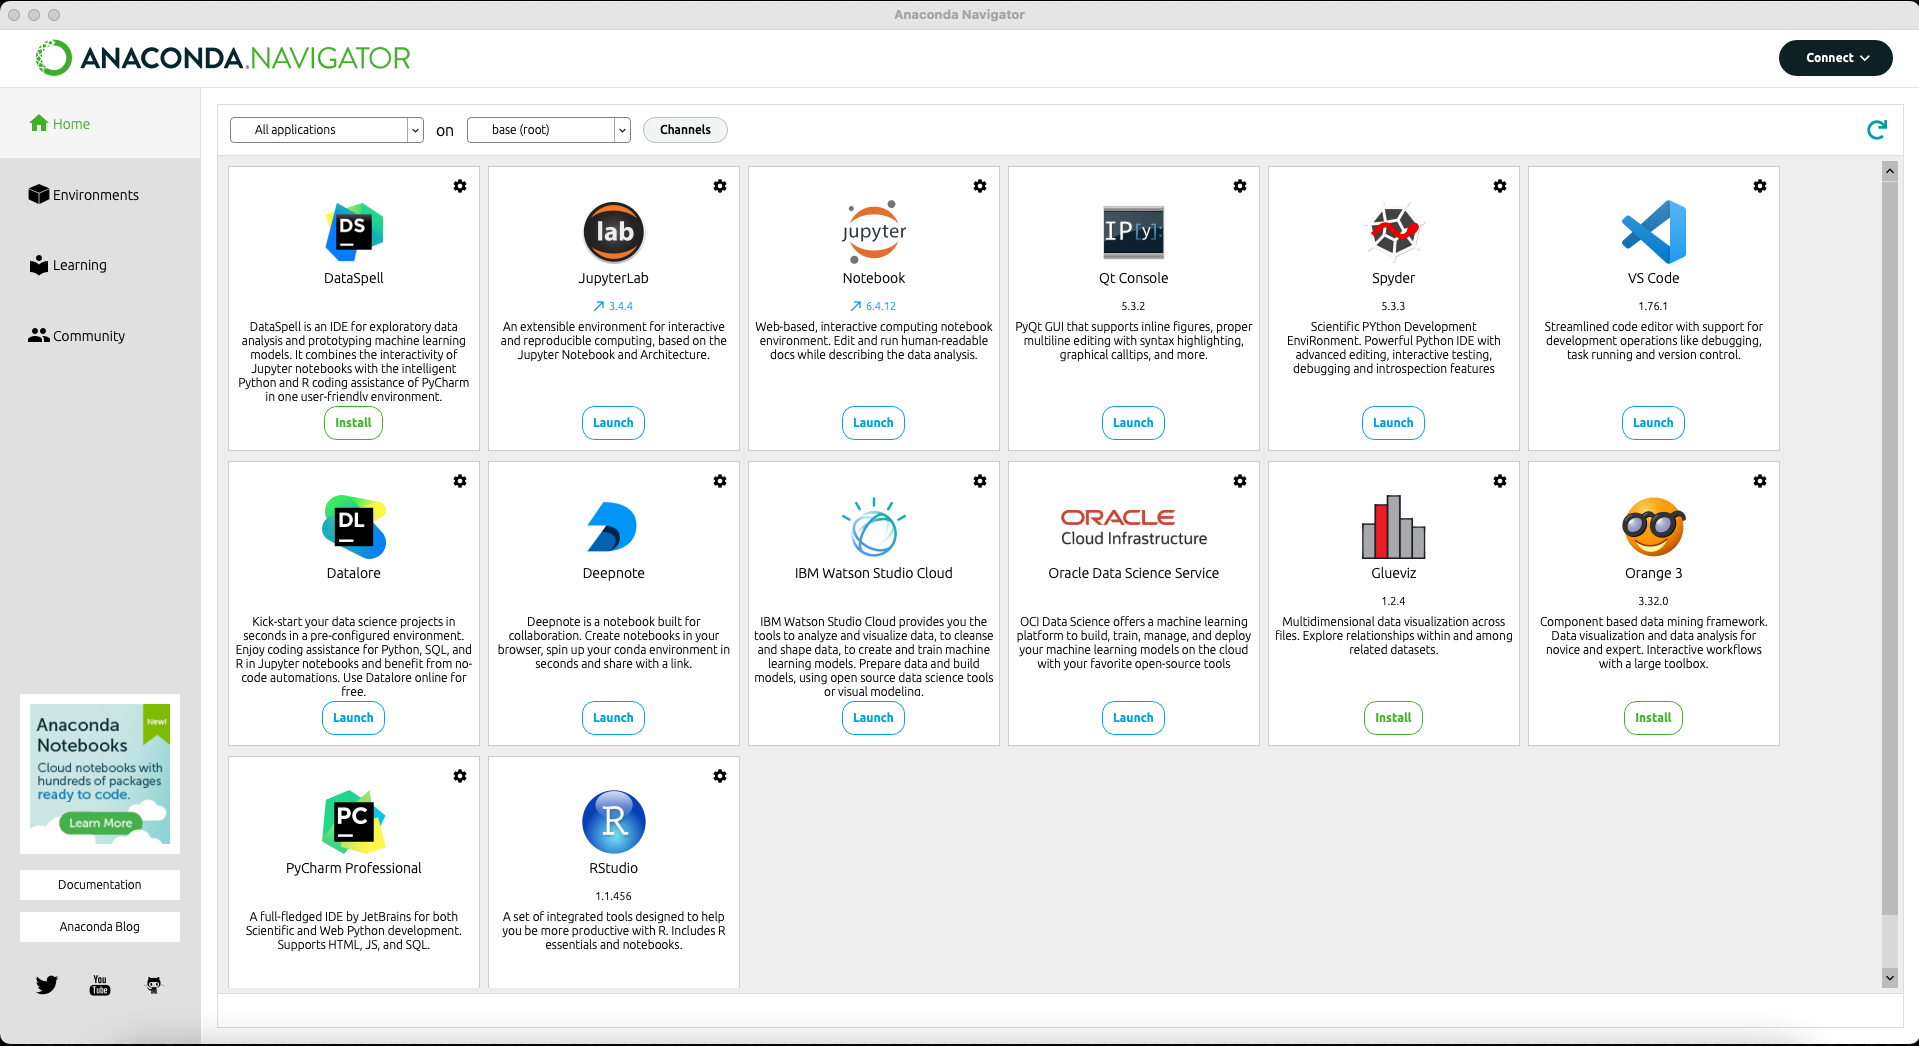 Anaconda Navigator
ANACONDA.NAVIGATOR
Connect
Home
Environments
Learning
Community
All applications
on
base (root)
Channels
DS
DataSpell
DataSpell is an IDE for exploratory data
analysis and prototyping machine learning
models. It combines the interactivity of
Jupyter notebooks with the intelligent
Python and R coding assistance of PyCharm
in one user-friendly environment.
Install
lab
JupyterLab
3.4.4
An extensible environment for interactive
and reproducible computing, based on the
Jupyter Notebook and Architecture.
Launch
jupyter
Notebook
6.4.12
Web-based, interactive computing notebook
environment. Edit and run human-readable
docs while describing the data analysis.
Launch
IP[y]:
Qt Console
5.3.2
PyQt GUI that supports inline figures, proper
multiline editing with syntax highlighting,
graphical calltips, and more.
Launch
Spyder
5.3.3
Scientific PYthon Development
EnviRonment. Powerful Python IDE with
advanced editing, interactive testing,
debugging and introspection features
Launch
VS Code
1.76.1
Streamlined code editor with support for
development operations like debugging,
task running and version control.
Launch
DL
Datalore
Kick-start your data science projects in
seconds in a pre-configured environment.
Enjoy coding assistance for Python, SQL, and
R in Jupyter notebooks and benefit from no-
code automations. Use Datalore online for
free.
Launch
Deepnote
Deepnote is a notebook built for
collaboration. Create notebooks in your
browser, spin up your conda environment in
seconds and share with a link.
Launch
IBM Watson Studio Cloud
IBM Watson Studio Cloud provides you the
tools to analyze and visualize data, to cleanse
and shape data, to create and train machine
learning models. Prepare data and build
models, using open source data science tools
or visual modeling.
Launch
ORACLE
Cloud Infrastructure
Oracle Data Science Service
OCI Data Science offers a machine learning
platform to build, train, manage, and deploy
your machine learning models on the cloud
with your favorite open-source tools
Launch
Glueviz
1.2.4
Multidimensional data visualization across
files. Explore relationships within and among
related datasets.
Install
Orange 3
3.32.0
Component based data mining framework.
Data visualization and data analysis for
novice and expert. Interactive workflows
with a large toolbox.
Install
PC
PyCharm Professional
A full-fledged IDE by JetBrains for both
Scientific and Web Python development.
Supports HTML, JS, and SQL.
R
RStudio
1.1.456
A set of integrated tools designed to help
you be more productive with R. Includes R
essentials and notebooks.
Anaconda
Notebooks
New!
Cloud notebooks with
hundreds of packages
ready to code.
Learn More
Documentation
Anaconda Blog
You
Tube